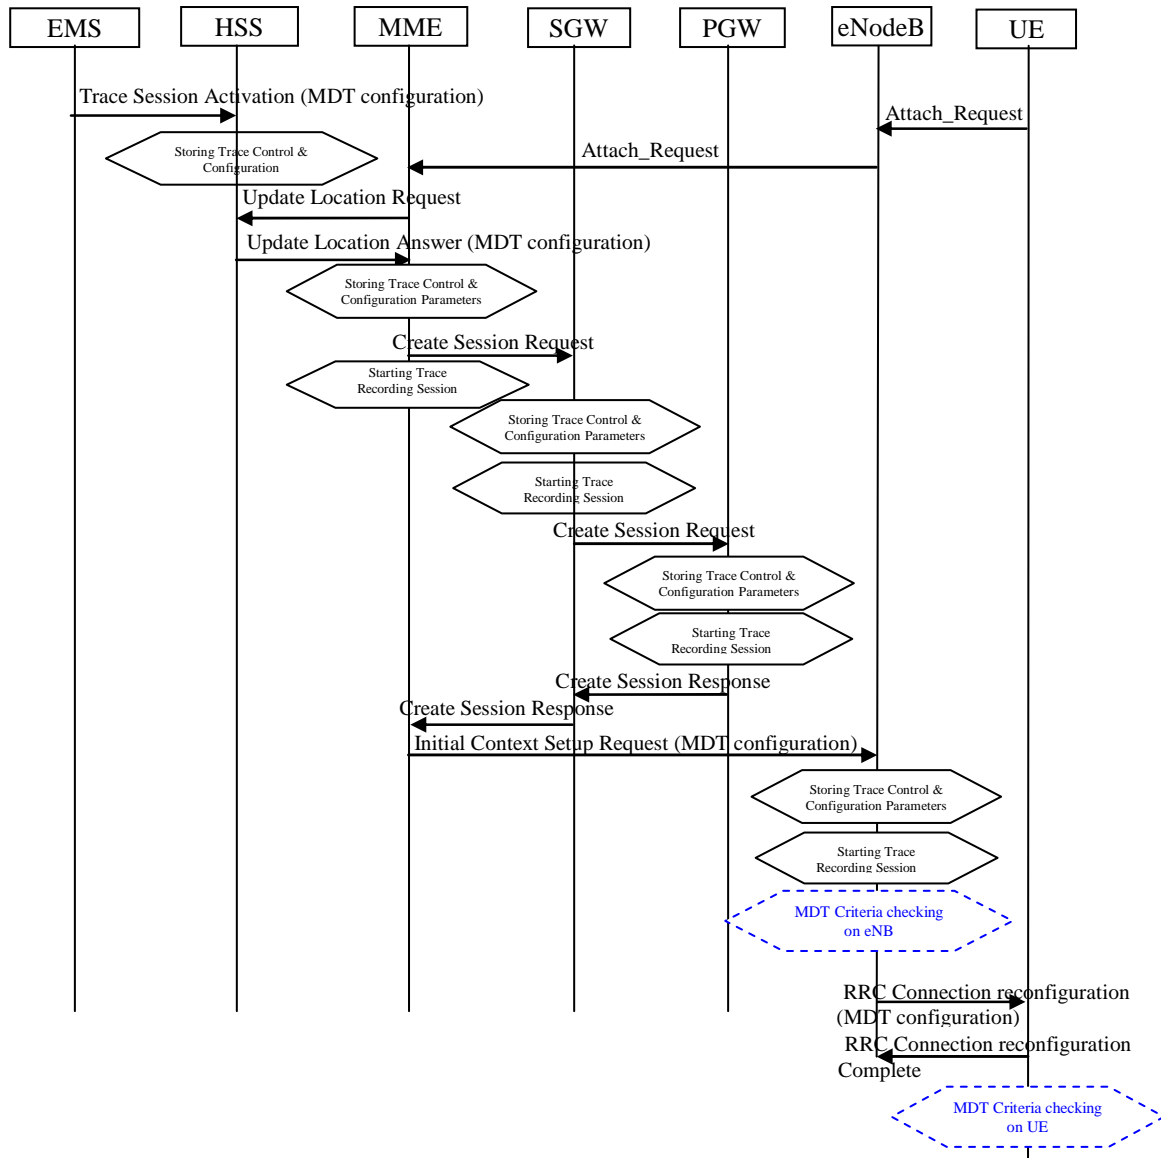 EMS HSS MME SGW PGW eNodeB UE
Trace Session Activation (MDT configuration)
Attach_Request
Storing Trace Control &
Configuration
Attach_Request
Update Location Request
Update Location Answer (MDT configuration)
Storing Trace Control &
Configuration Parameters
Create Session Request
Starting Trace
Recording Session
Storing Trace Control &
Configuration Parameters
Starting Trace
Recording Session
Create Session Request
Storing Trace Control &
Configuration Parameters
Starting Trace
Recording Session
Create Session Response
Create Session Response
Initial Context Setup Request (MDT configuration)
Storing Trace Control &
Configuration Parameters
Starting Trace
Recording Session
MDT Criteria checking
on eNB
RRC Connection reconfiguration
(MDT configuration)
RRC Connection reconfiguration
Complete
MDT Criteria checking
on UE